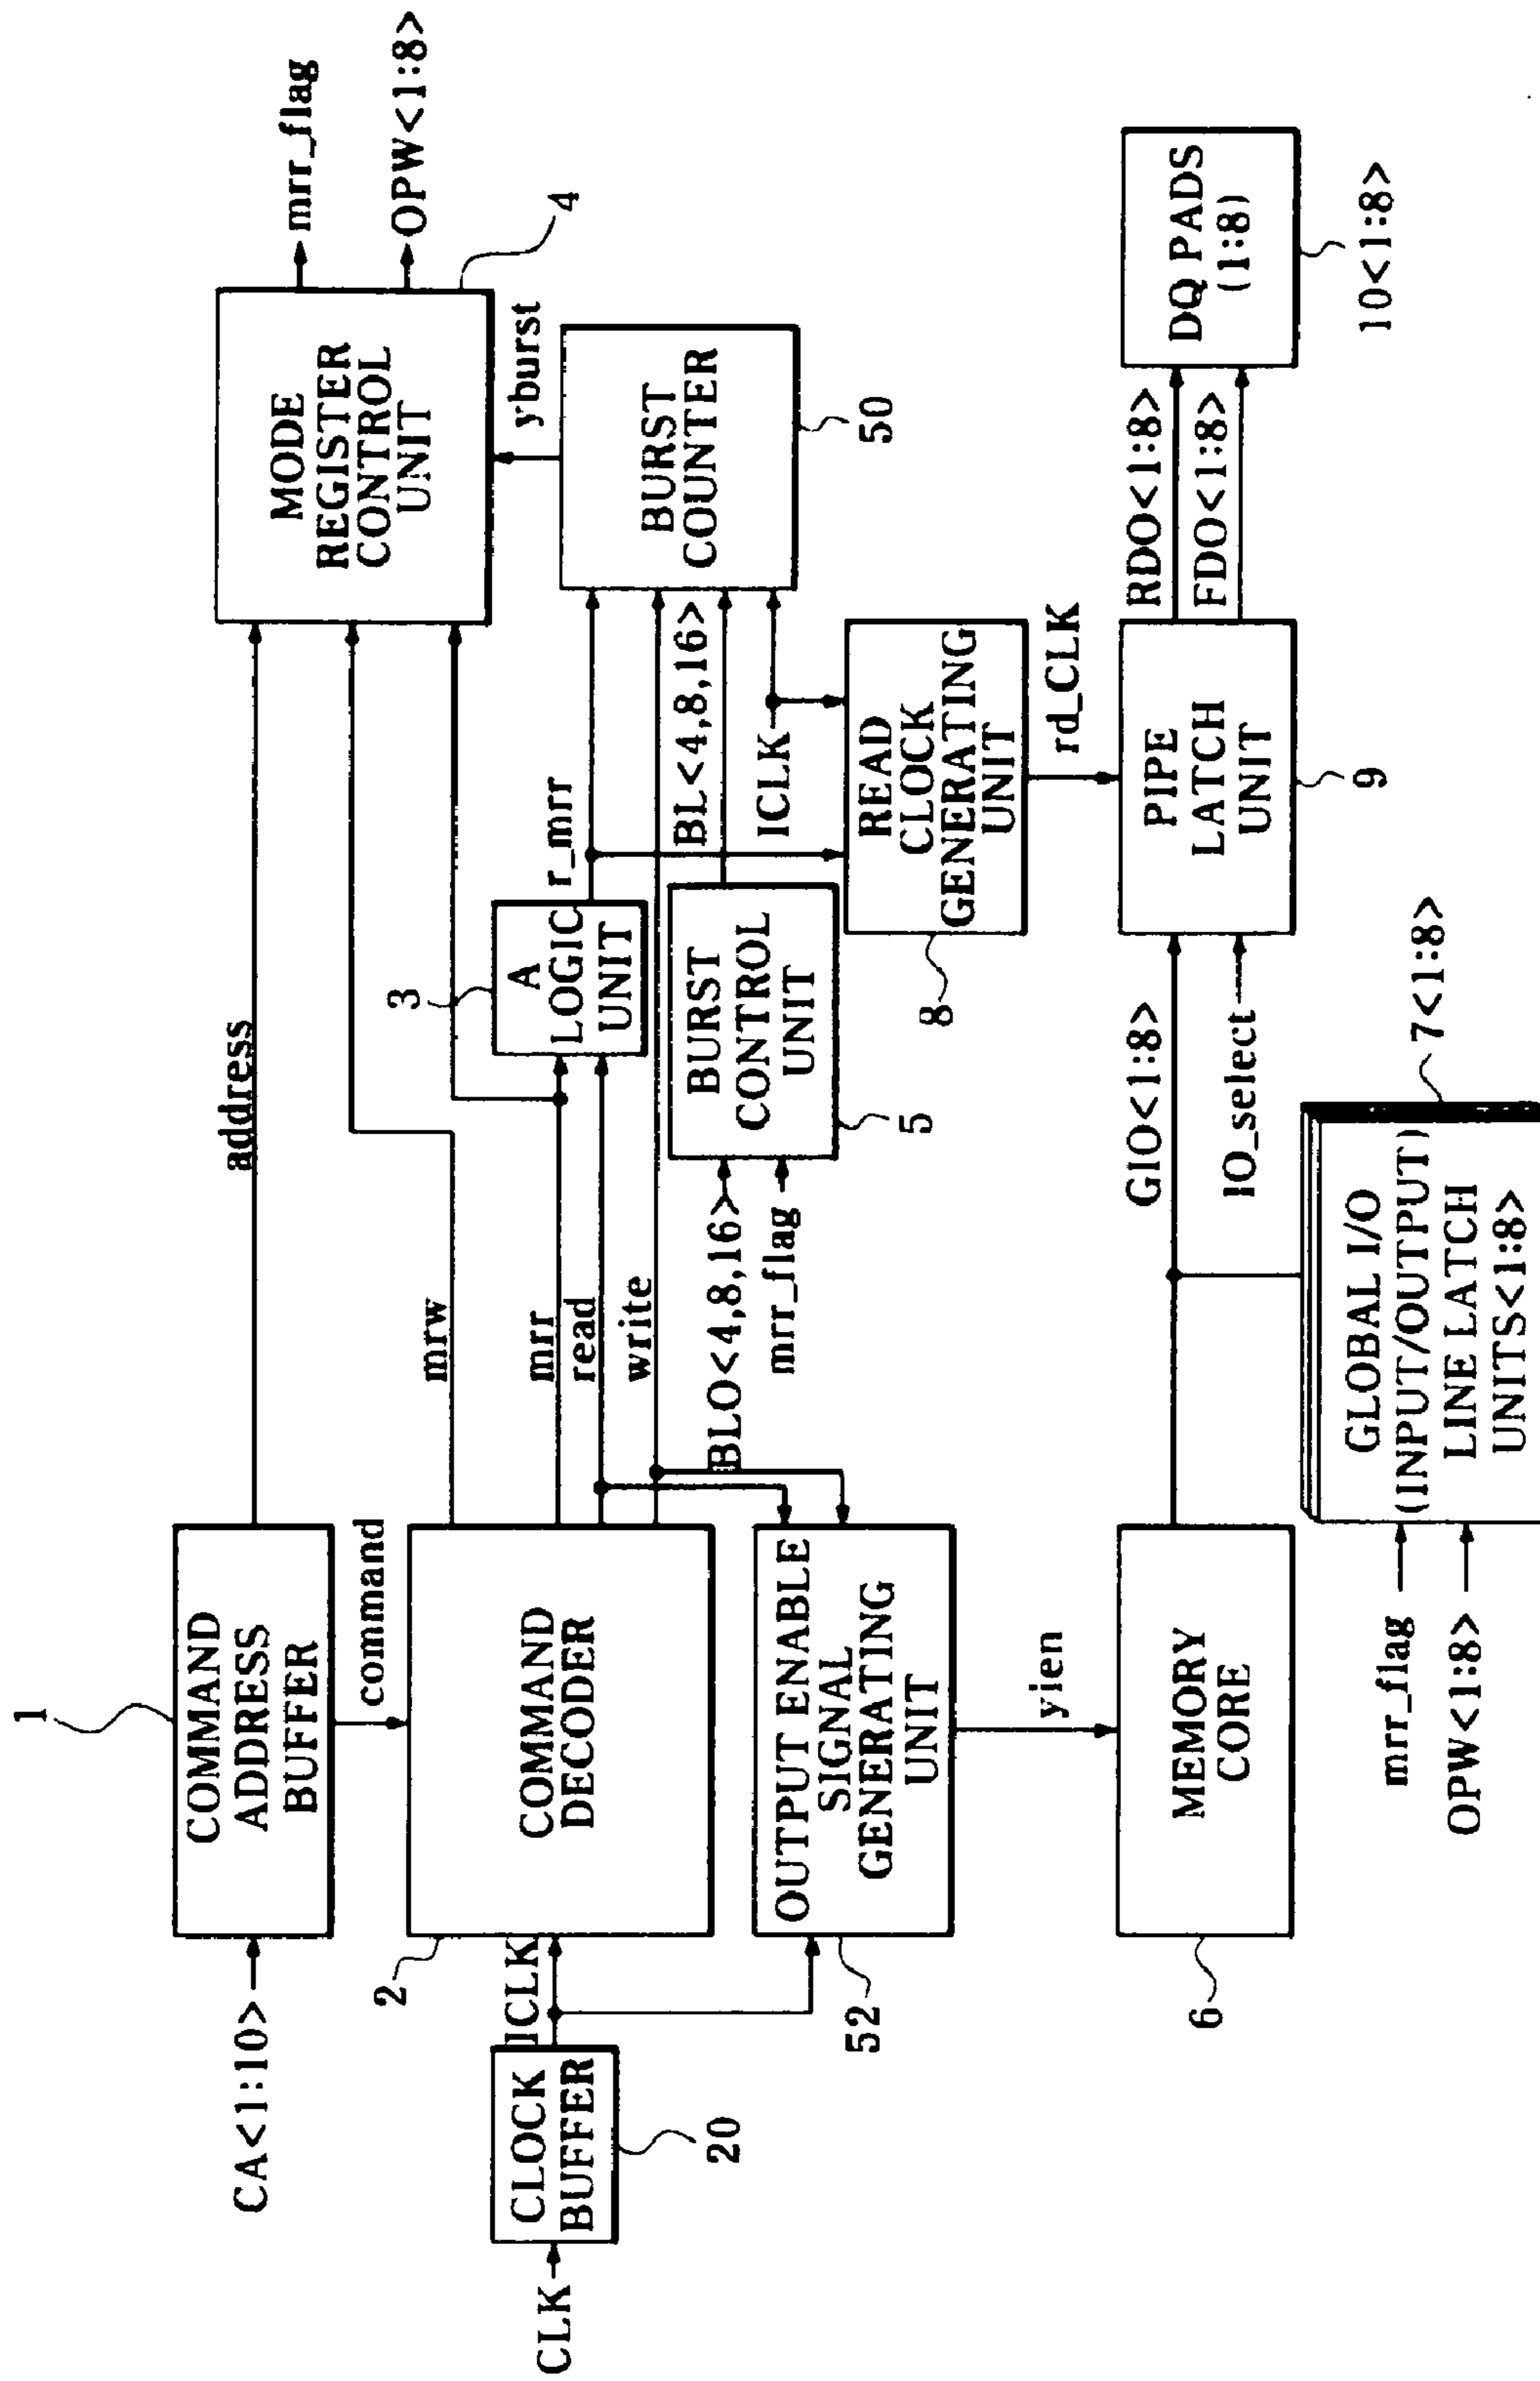 CA<1:10>
1
COMMAND
ADDRESS
BUFFER
address
command
mrr_flag
OPW<1:8>
MODE
REGISTER
CONTROL
UNIT
4
CLK
CLOCK
BUFFER
20
ICLK
2
COMMAND
DECODER
mrw
mrr
read
write
3
A
LOGIC
UNIT
r_mrr
yburst
BURST
COUNTER
50
BLO<4,8,16>
mrr_flag
BURST
CONTROL
UNIT
5
BL<4,8,16>
ICLK
52
OUTPUT ENABLE
SIGNAL
GENERATING
UNIT
yien
READ
CLOCK
GENERATING
UNIT
8
rd_CLK
6
MEMORY
CORE
GIO<1:8>
IO_select
PIPE
LATCH
UNIT
9
RDO<1:8>
FDO<1:8>
DQ PADS
(1:8)
10<1:8>
mrr_flag
OPW<1:8>
GLOBAL I/O
(INPUT/OUTPUT)
LINE LATCH
UNITS<1:8>
7<1:8>